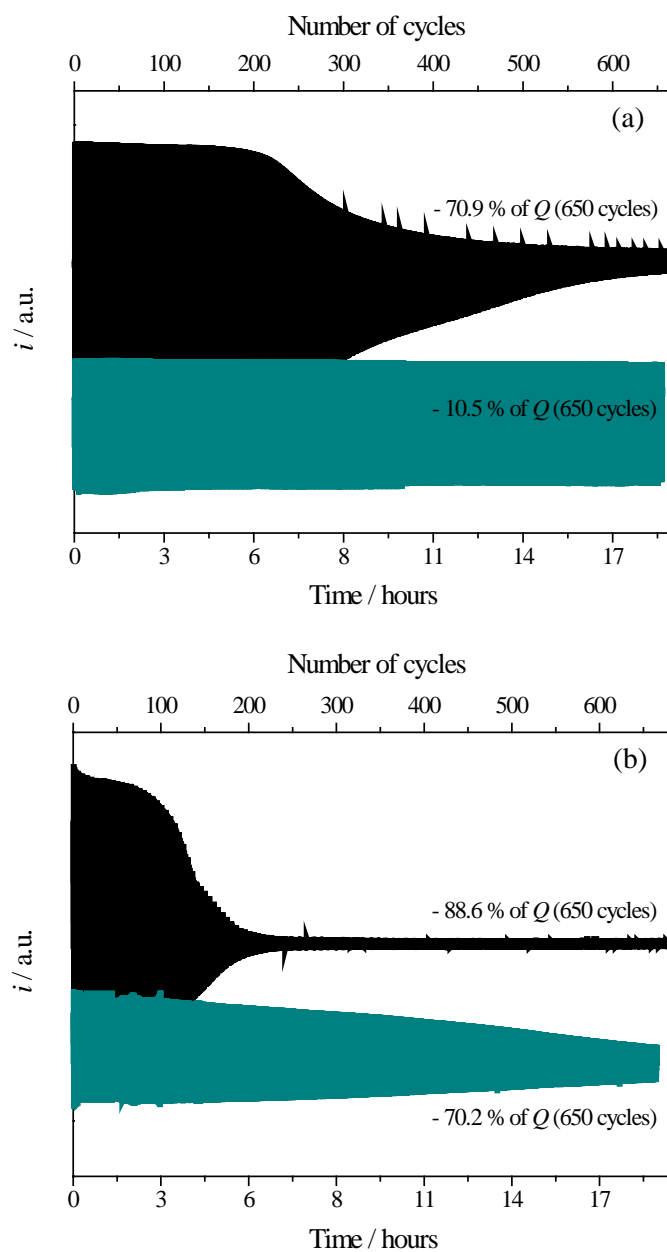 Number of cycles
0 100 200 300 400 500 600
(a)
- 70.9 % of Q (650 cycles)
i / a.u.
- 10.5 % of Q (650 cycles)
0 3 6 8 11 14 17
Time / hours
Number of cycles
0 100 200 300 400 500 600
(b)
- 88.6 % of Q (650 cycles)
i / a.u.
- 70.2 % of Q (650 cycles)
0 3 6 8 11 14 17
Time / hours